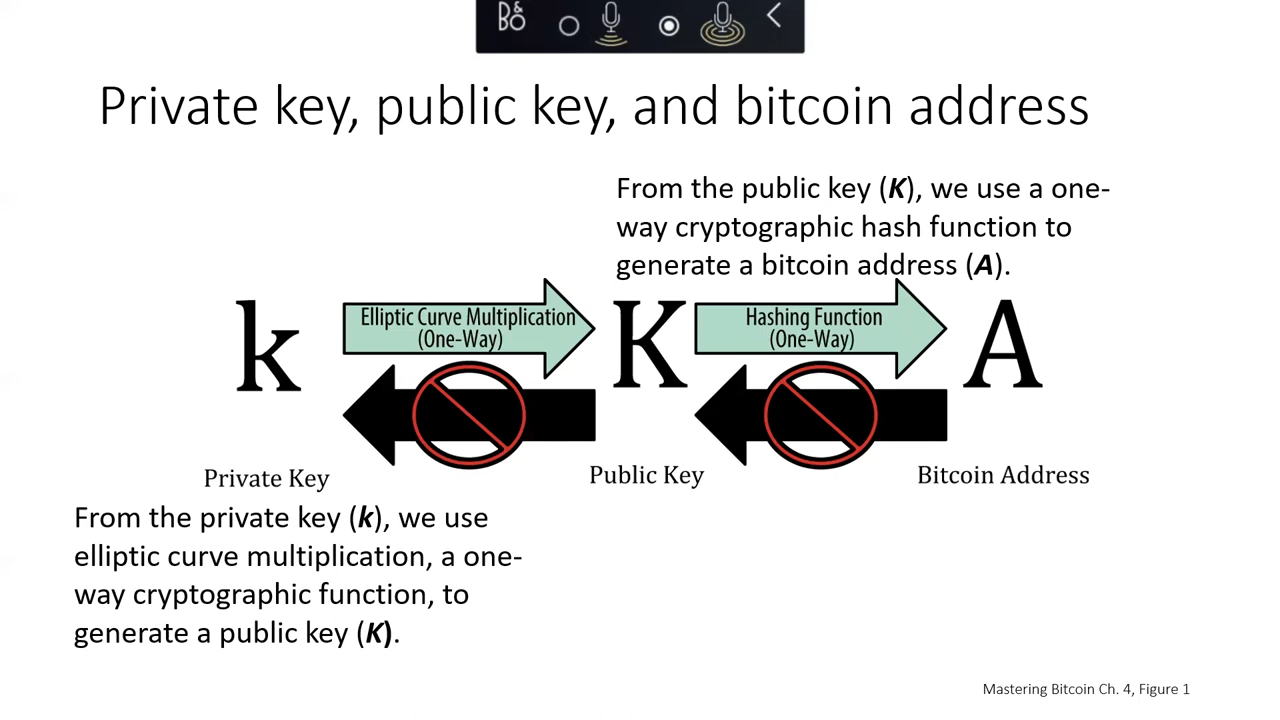 B&O
Private key, public key, and bitcoin address
From the public key (K), we use a one-
way cryptographic hash function to
generate a bitcoin address (A).
k
Elliptic Curve Multiplication
(One-Way)
K
Hashing Function
(One-Way)
A
Private Key
Public Key
Bitcoin Address
From the private key (k), we use
elliptic curve multiplication, a one-
way cryptographic function, to
generate a public key (K).
Mastering Bitcoin Ch. 4, Figure 1